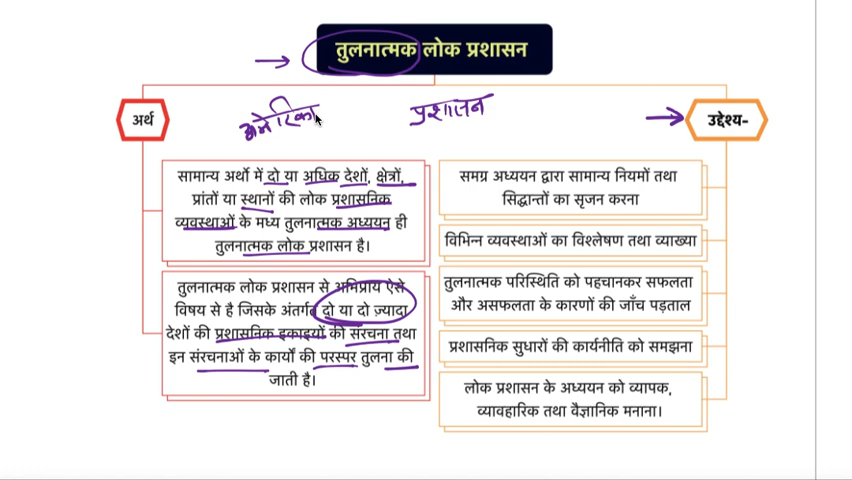 तुलनात्मक लोक प्रशासन
अर्थ
अमेरिका
प्रशासन
उद्देश्य-
सामान्य अर्थो में दो या अधिक देशों, क्षेत्रों,
प्रांतों या स्थानों की लोक प्रशासनिक
व्यवस्थाओं के मध्य तुलनात्मक अध्ययन ही
तुलनात्मक लोक प्रशासन है।
तुलनात्मक लोक प्रशासन से अभिप्राय ऐसे
विषय से है जिसके अंतर्गत दो या दो ज़्यादा
देशों की प्रशासनिक इकाइयों की संरचना तथा
इन संरचनाओं के कार्यों की परस्पर तुलना की
जाती है।
समग्र अध्ययन द्वारा सामान्य नियमों तथा
सिद्धान्तों का सृजन करना
विभिन्न व्यवस्थाओं का विश्लेषण तथा व्याख्या
तुलनात्मक परिस्थिति को पहचानकर सफलता
और असफलता के कारणों की जाँच पड़ताल
प्रशासनिक सुधारों की कार्यनीति को समझना
लोक प्रशासन के अध्ययन को व्यापक,
व्यावहारिक तथा वैज्ञानिक मनाना।